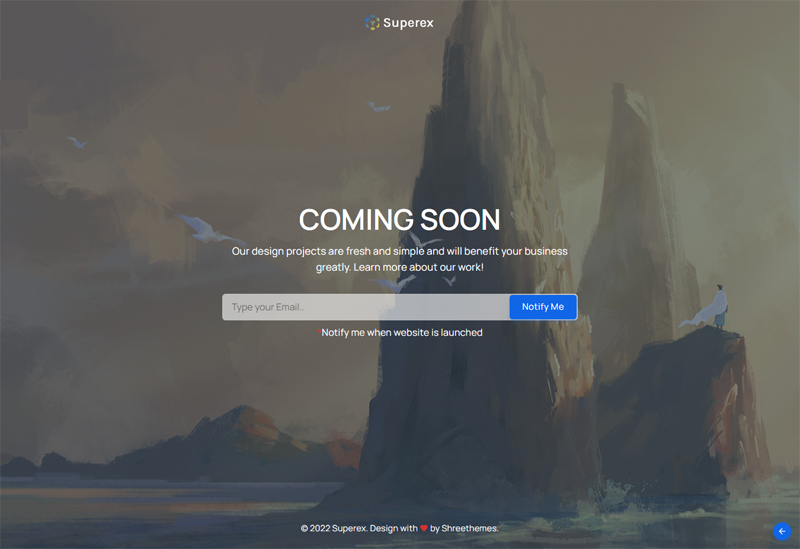 Superex
COMING SOON
Our design projects are fresh and simple and will benefit your business
greatly. Learn more about our work!
Type your Email..
Notify Me
*Notify me when website is launched
© 2022 Superex. Design with ♥ by Shreethemes.